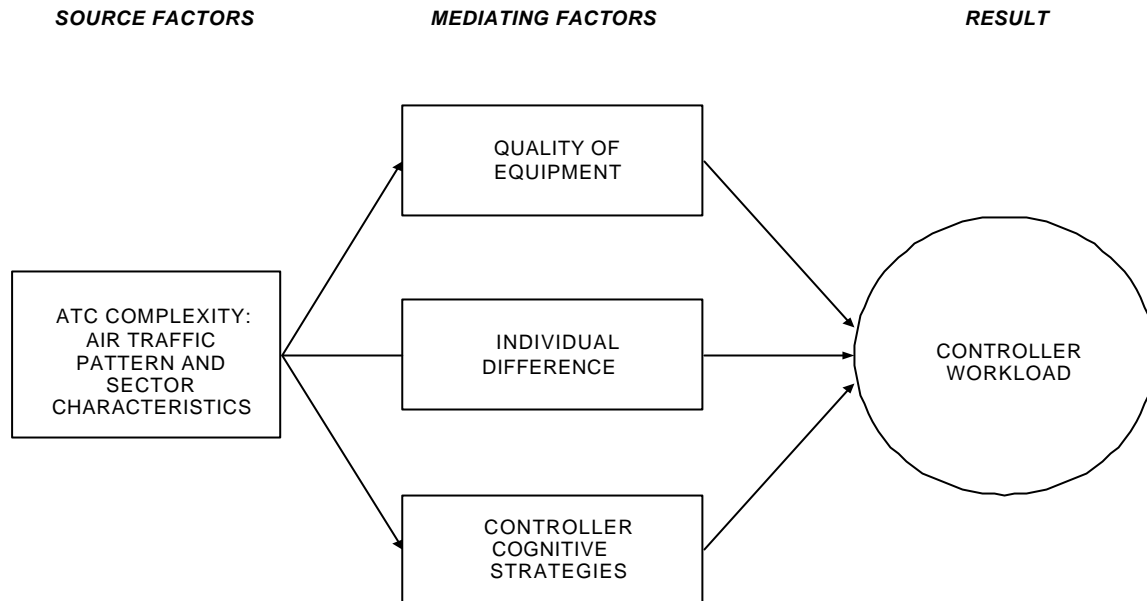 SOURCE FACTORS
MEDIATING FACTORS
RESULT
QUALITY OF
EQUIPMENT
ATC COMPLEXITY:
AIR TRAFFIC
PATTERN AND
SECTOR
CHARACTERISTICS
INDIVIDUAL
DIFFERENCE
CONTROLLER
COGNITIVE
STRATEGIES
CONTROLLER
WORKLOAD